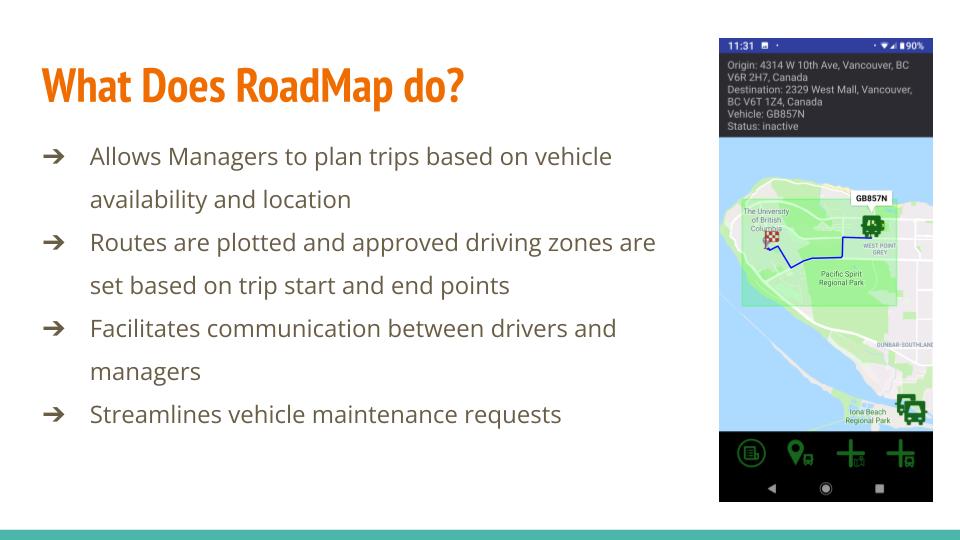 What Does RoadMap do?
➔ Allows Managers to plan trips based on vehicle
availability and location
➔ Routes are plotted and approved driving zones are
set based on trip start and end points
➔ Facilitates communication between drivers and
managers
➔ Streamlines vehicle maintenance requests
11:31 90%
Origin: 4314 W 10th Ave, Vancouver, BC
V6R 2H7, Canada
Destination: 2329 West Mall, Vancouver,
BC V6T 1Z4, Canada
Vehicle: GB857N
Status: inactive
GB857N
The University
of British
Columbia
WEST POINT
GREY
Pacific Spirit
Regional Park
DUNBAR-SOUTHLAND
Iona Beach
Regional Park